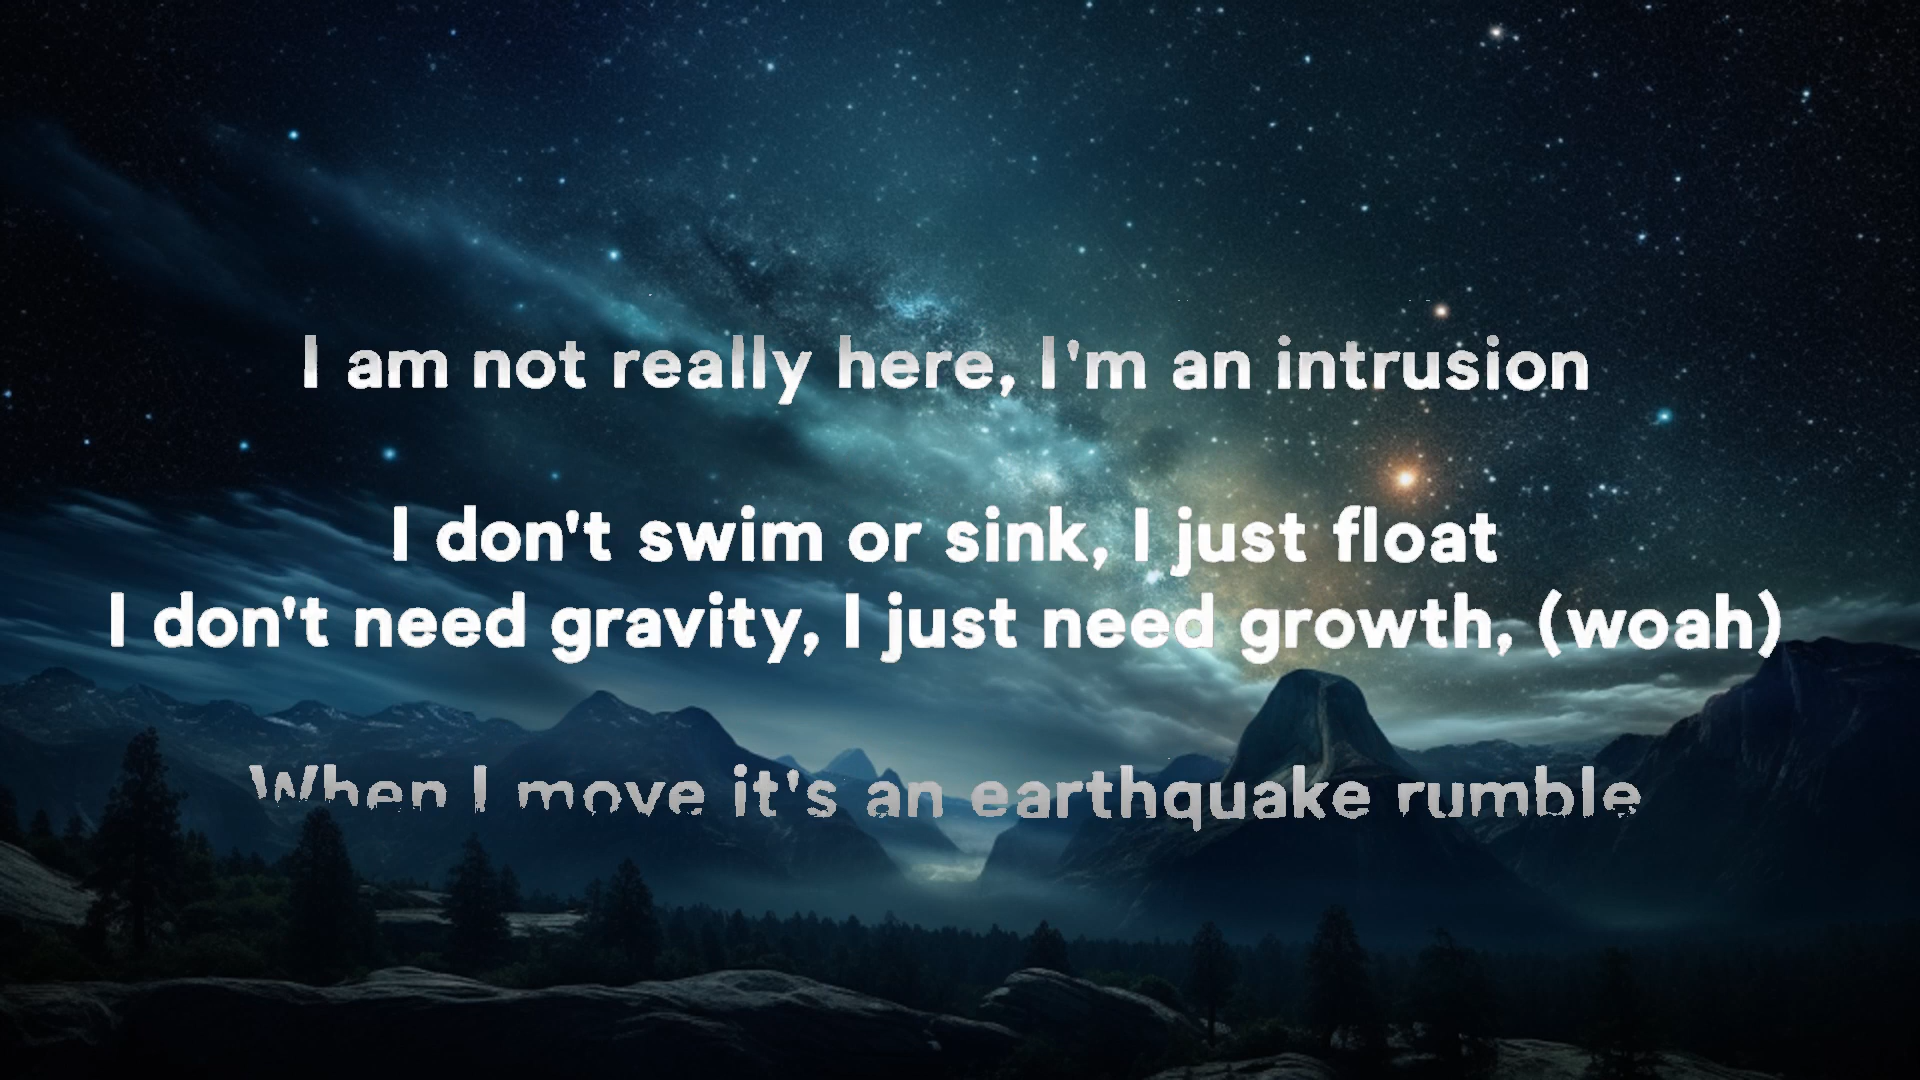 I am not really here, I'm an intrusion
I don't swim or sink, I just float
I don't need gravity, I just need growth, (woah)
When I move it's an earthquake rumble